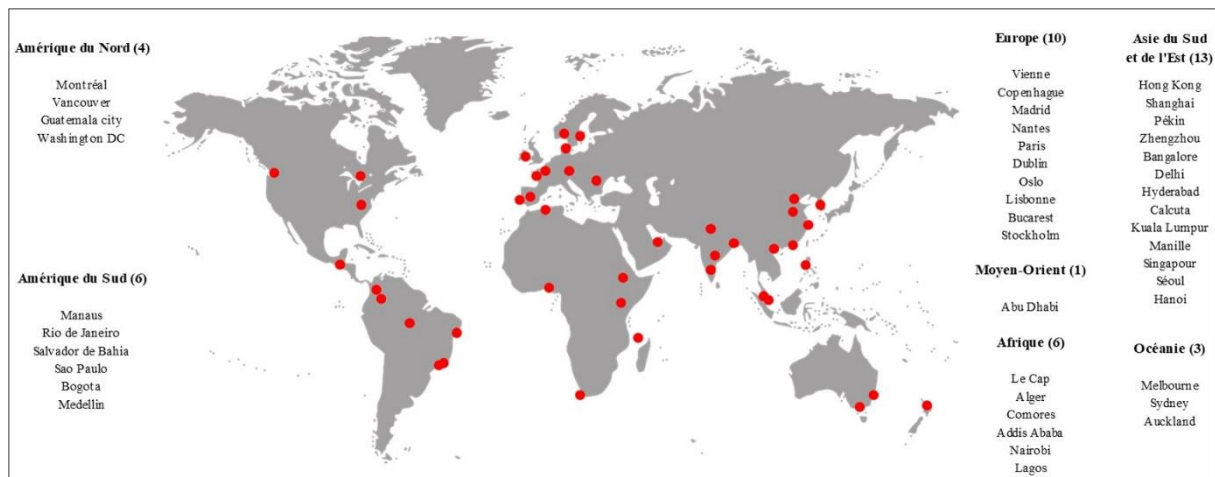 Amérique du Nord (4)
Montréal
Vancouver
Guatemala city
Washington DC
Amérique du Sud (6)
Manaus
Rio de Janeiro
Salvador de Bahia
Sao Paulo
Bogota
Medellin
Europe (10)
Vienne
Copenhague
Madrid
Nantes
Paris
Dublin
Oslo
Lisbonne
Bucarest
Stockholm
Moyen-Orient (1)
Abu Dhabi
Afrique (6)
Le Cap
Alger
Comores
Addis Ababa
Nairobi
Lagos
Asie du Sud
et de l'Est (13)
Hong Kong
Shanghai
Pékin
Zhengzhou
Bangalore
Delhi
Hyderabad
Calcuta
Kuala Lumpur
Manille
Singapour
Séoul
Hanoi
Océanie (3)
Melbourne
Sydney
Auckland